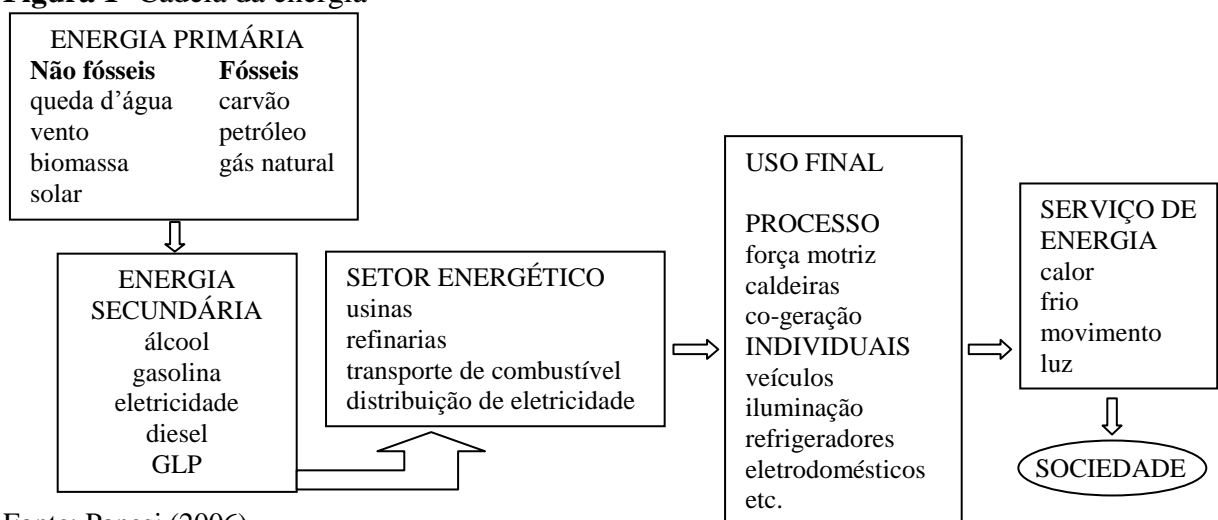 Figura 1- Cadeia da energia
ENERGIA PRIMÁRIA
Não fósseis Fósseis
queda d’água carvão
vento petróleo
biomassa gás natural
solar
ENERGIA
SECUNDÁRIA
álcool
gasolina
eletricidade
diesel
GLP
SETOR ENERGÉTICO
usinas
refinarias
transporte de combustível
distribuição de eletricidade
USO FINAL
PROCESSO
força motriz
caldeiras
co-geração
INDIVIDUAIS
veículos
iluminação
refrigeradores
eletrodomésticos
etc.
SERVIÇO DE
ENERGIA
calor
frio
movimento
luz
SOCIEDADE
Fonte: Panesi (2006)